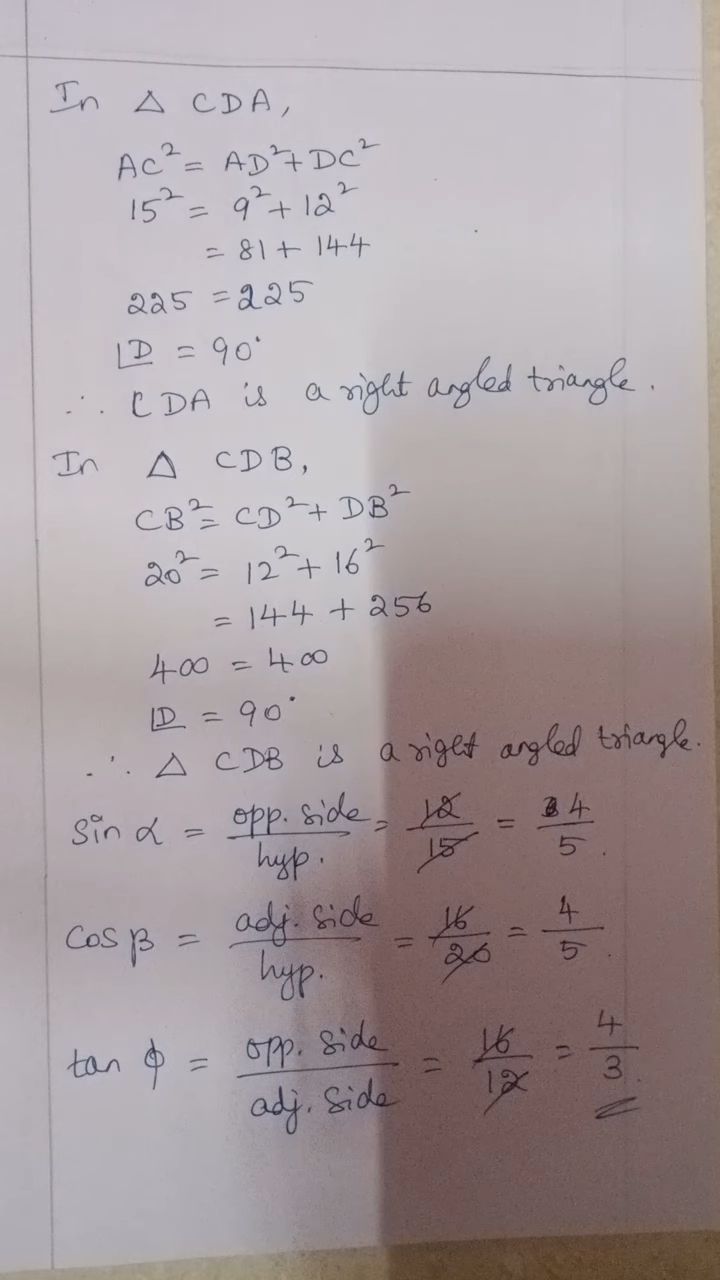 In △ CDA,
AC² = AD² + DC²
15² = 9² + 12²
= 81 + 144
225 = 225
∠D = 90°
∴ CDA is a right angled triangle.
In △ CDB,
CB² = CD² + DB²
20² = 12² + 16²
= 144 + 256
400 = 400
∠D = 90°
∴ △ CDB is a right angled triangle.
Sin α = opp. side / hyp. = 12/15 = 4/5.
Cos β = adj. side / hyp. = 16/20 = 4/5.
tan ϕ = opp. side / adj. side = 16/12 = 4/3.